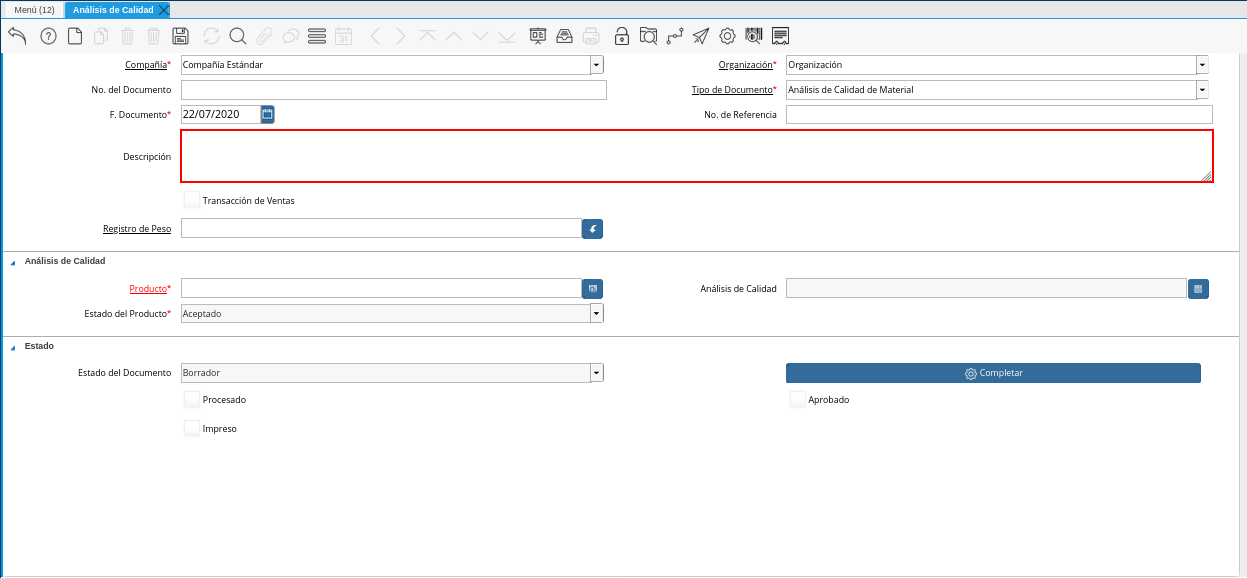 Menú (12) Análisis de Calidad
Compañía* Compañía Estándar Organización* Organización
No. del Documento Tipo de Documento* Análisis de Calidad de Material
F. Documento* 22/07/2020 No. de Referencia
Descripción
Transacción de Ventas
Registro de Peso
Análisis de Calidad
Producto* Análisis de Calidad
Estado del Producto* Aceptado
Estado
Estado del Documento Borrador Completar
Procesado Aprobado
Impreso